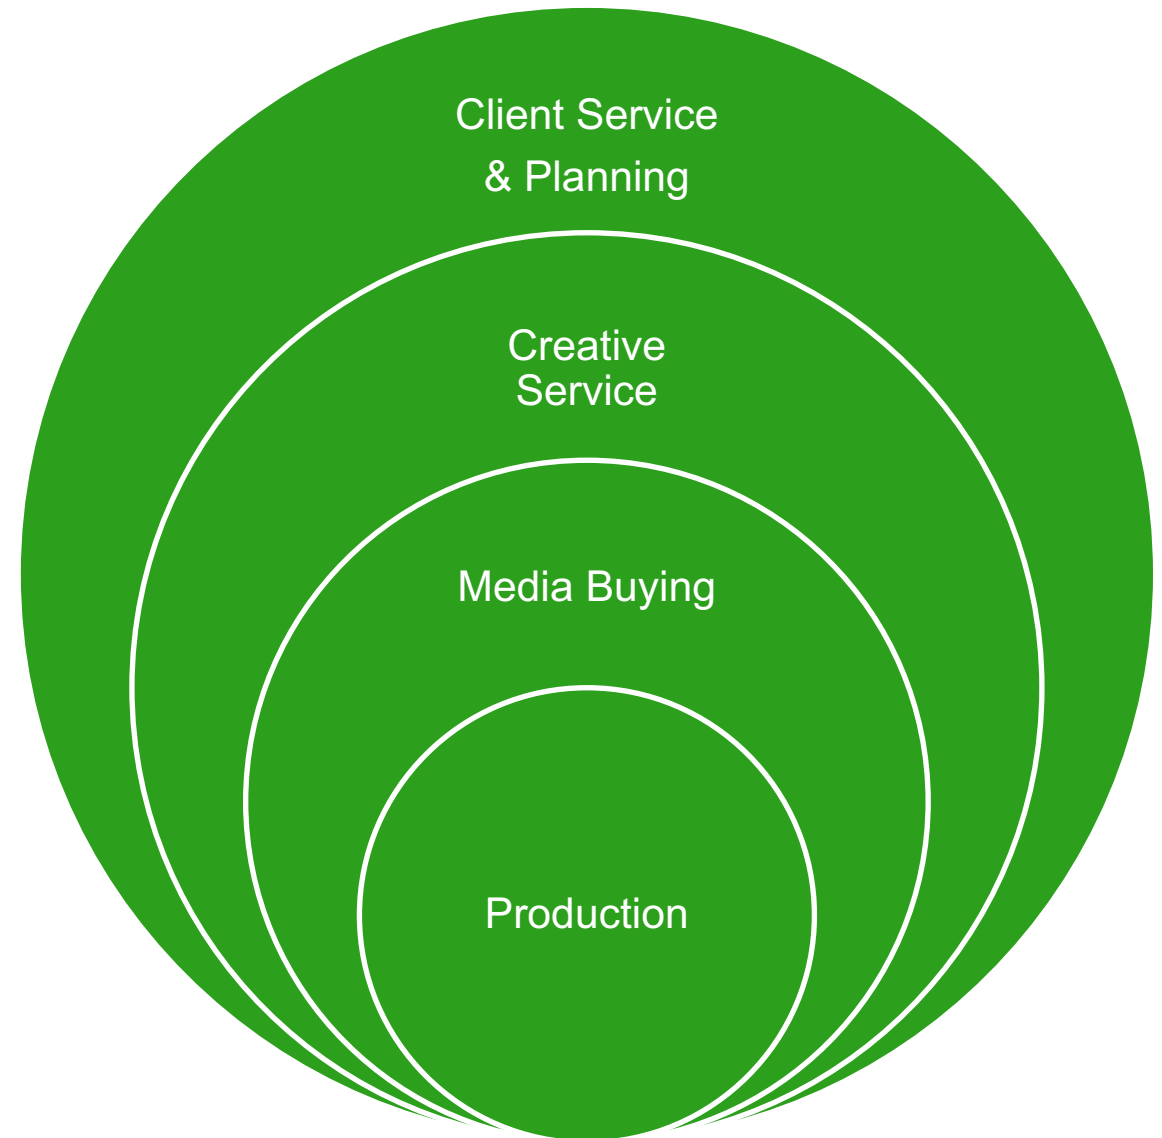 Client Service
& Planning
Creative
Service
Media Buying
Production